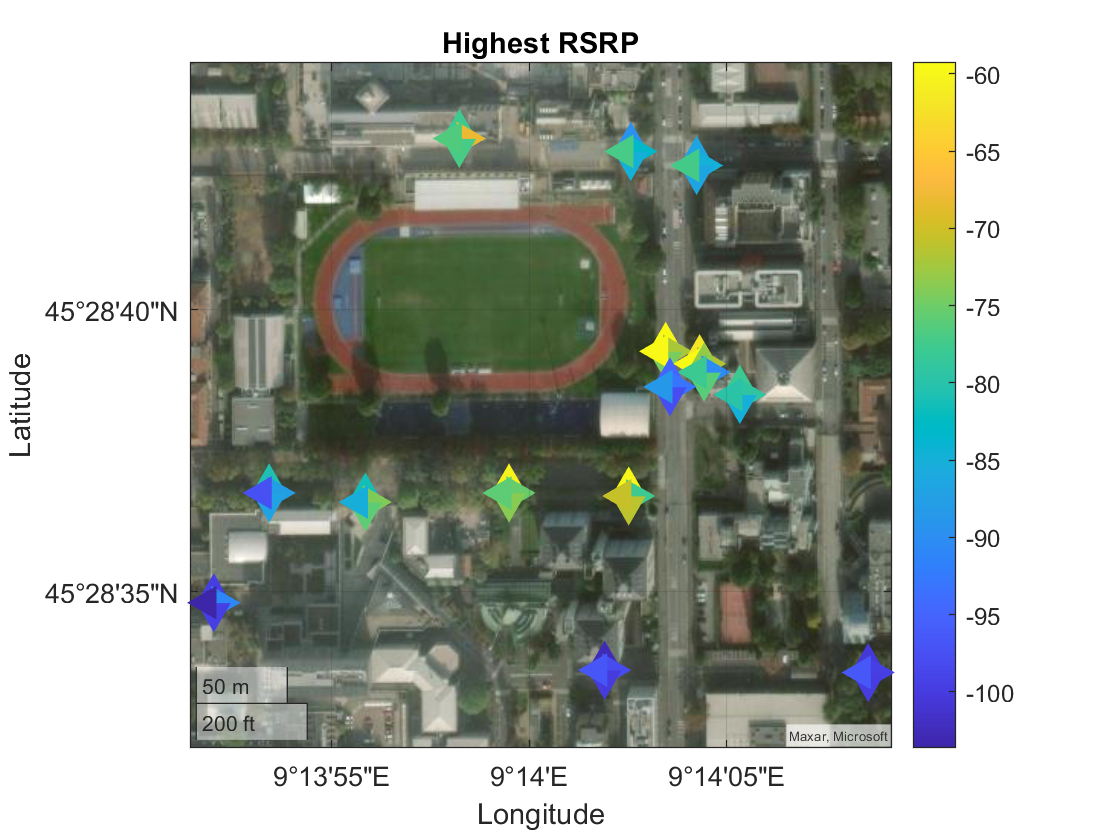 Highest RSRP
Latitude
45°28'40"N
45°28'35"N
50 m
200 ft
Maxar, Microsoft
9°13'55"E
9°14'E
9°14'05"E
Longitude
-60
-65
-70
-75
-80
-85
-90
-95
-100